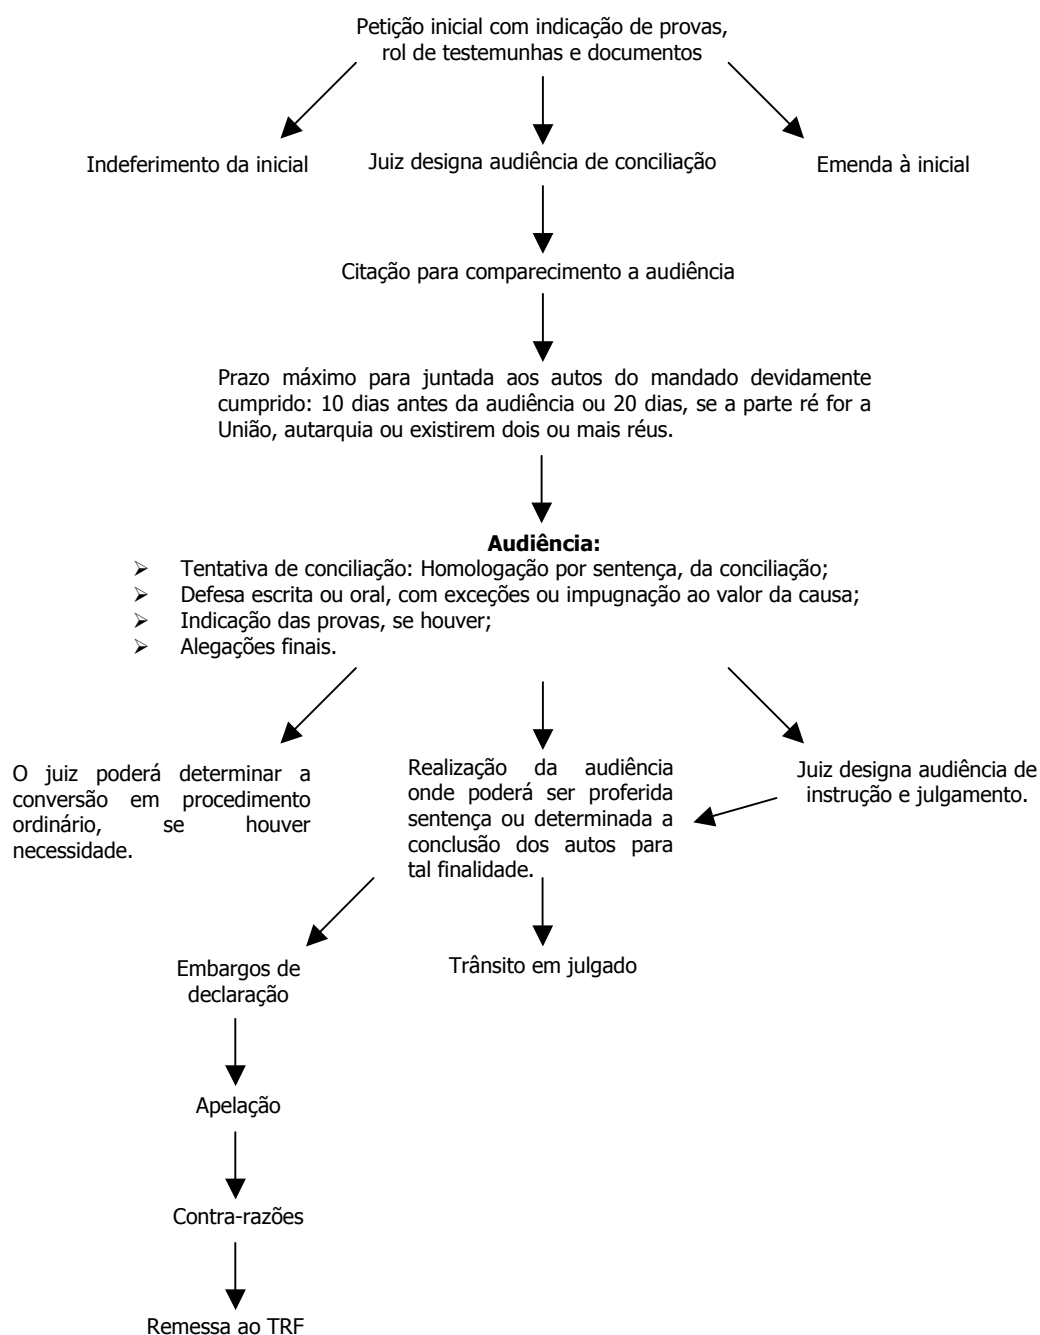 Petição inicial com indicação de provas,
rol de testemunhas e documentos
Indeferimento da inicial
Juiz designa audiência de conciliação
Emenda à inicial
Citação para comparecimento a audiência
Prazo máximo para juntada aos autos do mandado devidamente
cumprido: 10 dias antes da audiência ou 20 dias, se a parte ré for a
União, autarquia ou existirem dois ou mais réus.
Audiência:
➢ Tentativa de conciliação: Homologação por sentença, da conciliação;
➢ Defesa escrita ou oral, com exceções ou impugnação ao valor da causa;
➢ Indicação das provas, se houver;
➢ Alegações finais.
O juiz poderá determinar a
conversão em procedimento
ordinário, se houver
necessidade.
Realização da audiência
onde poderá ser proferida
sentença ou determinada a
conclusão dos autos para
tal finalidade.
Juiz designa audiência de
instrução e julgamento.
Embargos de
declaração
Trânsito em julgado
Apelação
Contra-razões
Remessa ao TRF